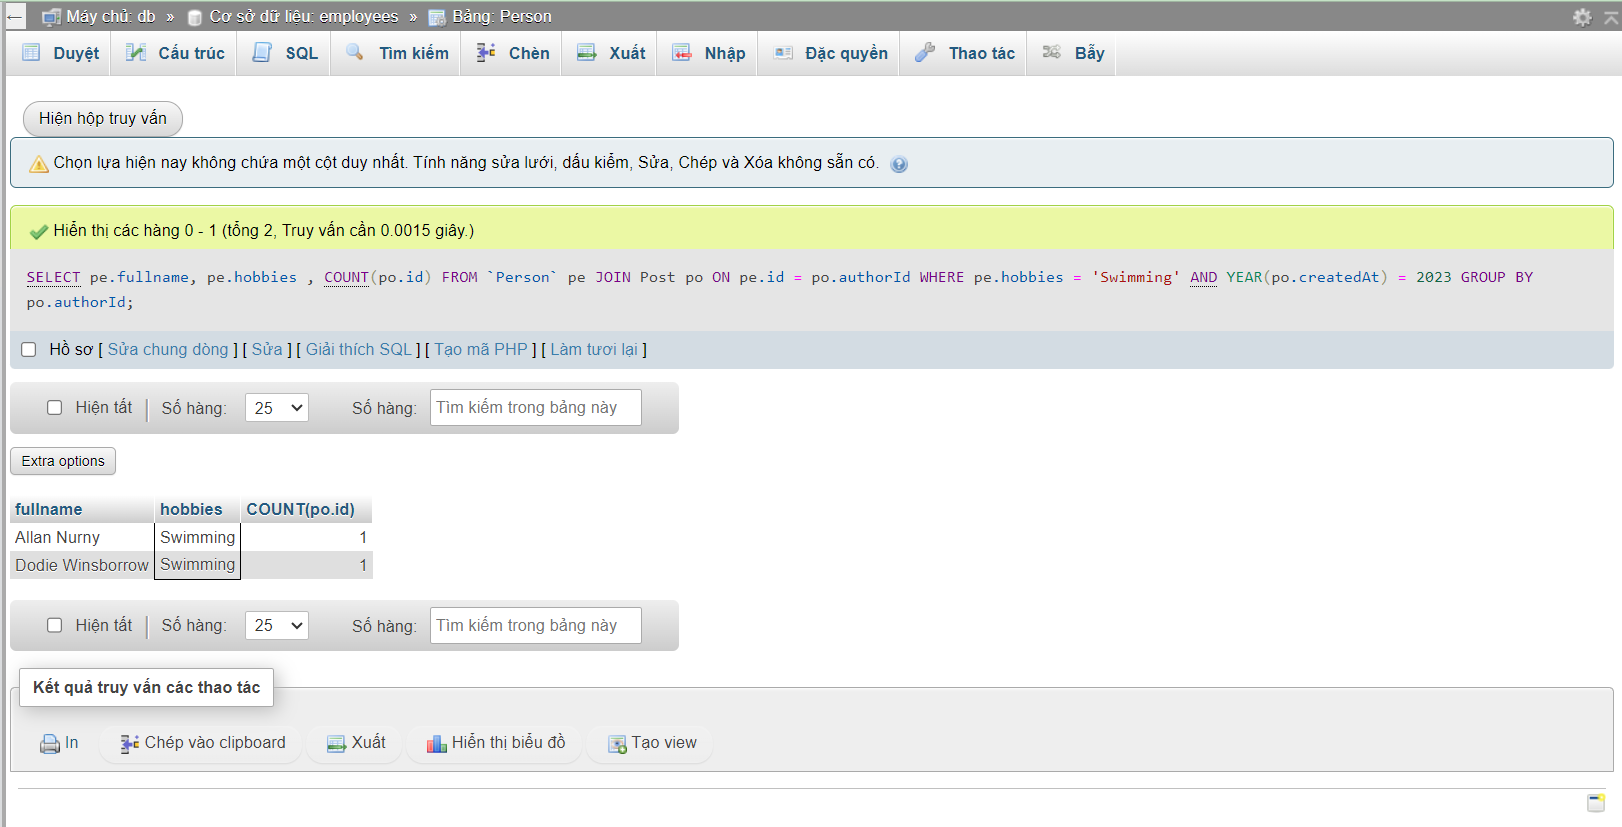 ← Máy chủ: db » Cơ sở dữ liệu: employees » Bảng: Person
Duyệt Cấu trúc SQL Tìm kiếm Chèn Xuất Nhập Đặc quyền Thao tác Bẫy
Hiện hộp truy vấn
Chọn lựa hiện nay không chứa một cột duy nhất. Tính năng sửa lưới, dấu kiểm, Sửa, Chép và Xóa không sẵn có.
Hiển thị các hàng 0 - 1 (tổng 2, Truy vấn cần 0.0015 giây.)
SELECT pe.fullname, pe.hobbies , COUNT(po.id) FROM `Person` pe JOIN Post po ON pe.id = po.authorId WHERE pe.hobbies = 'Swimming' AND YEAR(po.createdAt) = 2023 GROUP BY
po.authorId;
Hồ sơ [ Sửa chung dòng ] [ Sửa ] [ Giải thích SQL ] [ Tạo mã PHP ] [ Làm tươi lại ]
Hiện tất | Số hàng: 25 Số hàng: Tìm kiếm trong bảng này
Extra options
fullname hobbies COUNT(po.id)
Allan Nurny Swimming 1
Dodie Winsborrow Swimming 1
Hiện tất | Số hàng: 25 Số hàng: Tìm kiếm trong bảng này
Kết quả truy vấn các thao tác
In Chép vào clipboard Xuất Hiển thị biểu đồ Tạo view